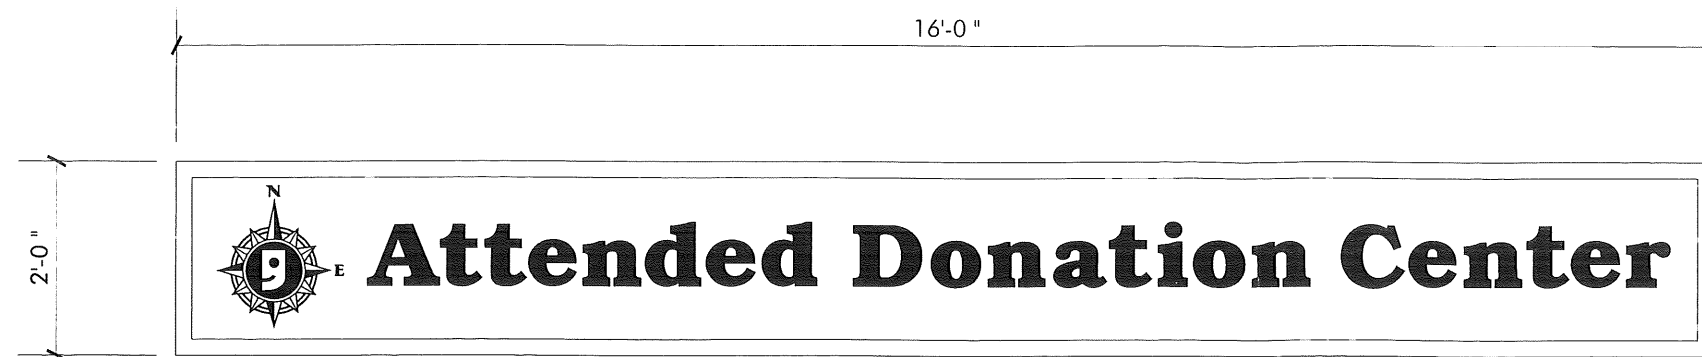 16'-0 "
2'-0 "
N
g E
Attended Donation Center